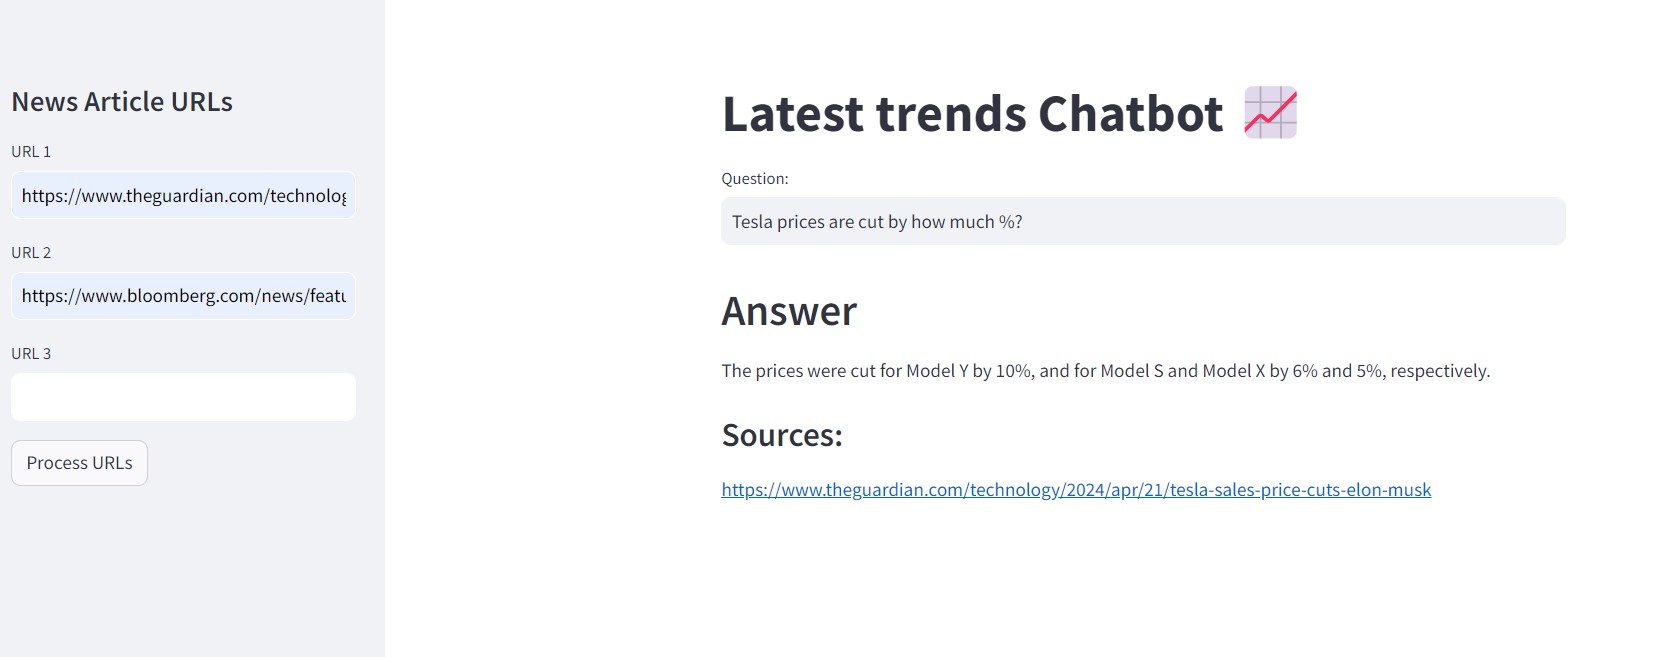 News Article URLs
URL 1
https://www.theguardian.com/technolog
URL 2
https://www.bloomberg.com/news/featu
URL 3
Process URLs
Latest trends Chatbot
Question:
Tesla prices are cut by how much %?
Answer
The prices were cut for Model Y by 10%, and for Model S and Model X by 6% and 5%, respectively.
Sources:
https://www.theguardian.com/technology/2024/apr/21/tesla-sales-price-cuts-elon-musk